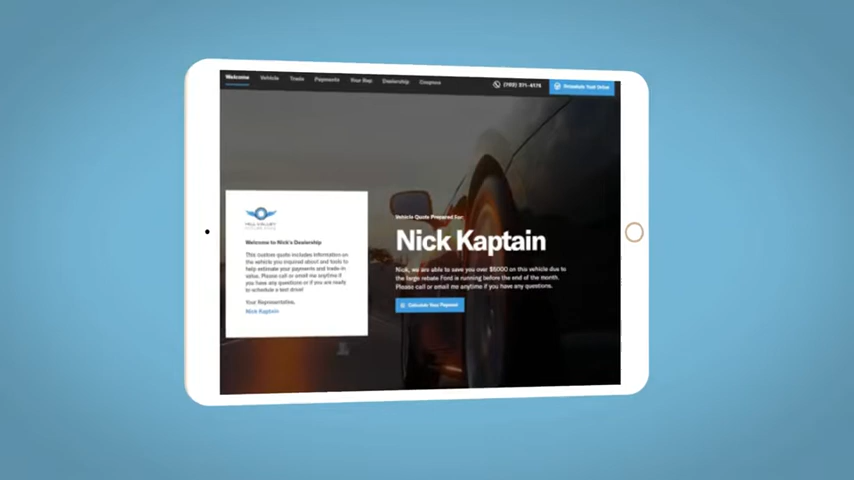 Welcome
Vehicle
Trade
Payments
Your Rep
Dealership
Coupons
Schedule Test Drive
HILL VALLEY
Welcome to Nick's Dealership
This custom quote includes information on
the vehicle you inquired about and tools to
help estimate your payments and trade-in
value. Please call or email me anytime if
you have any questions or if you are ready
to schedule a test drive!
Your Representative,
Nick Kaptain
Vehicle Quote Prepared For:
Nick Kaptain
Nick, we are able to save you over $5000 on this vehicle due to
the large rebate Ford is running before the end of the month.
Please call or email me anytime if you have any questions.
Calculate Your Payment